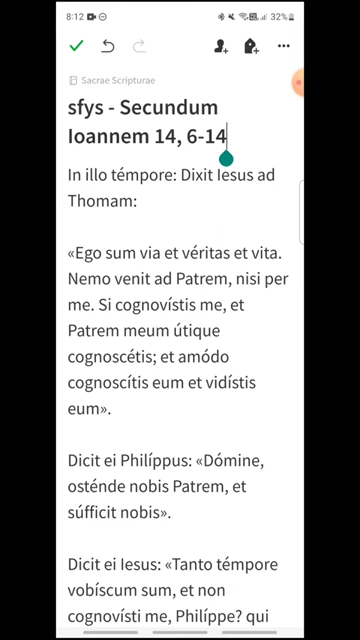 8:12
32%
Sacrae Scripturae
sfys - Secundum
Ioannem 14, 6-14
In illo témpore: Dixit Iesus ad
Thomam:
«Ego sum via et véritas et vita.
Nemo venit ad Patrem, nisi per
me. Si cognovístis me, et
Patrem meum útique
cognoscétis; et amódo
cognoscítis eum et vidístis
eum».
Dicit ei Philíppus: «Dómine,
osténde nobis Patrem, et
súfficit nobis».
Dicit ei Iesus: «Tanto témpore
vobíscum sum, et non
cognovísti me, Philíppe? qui